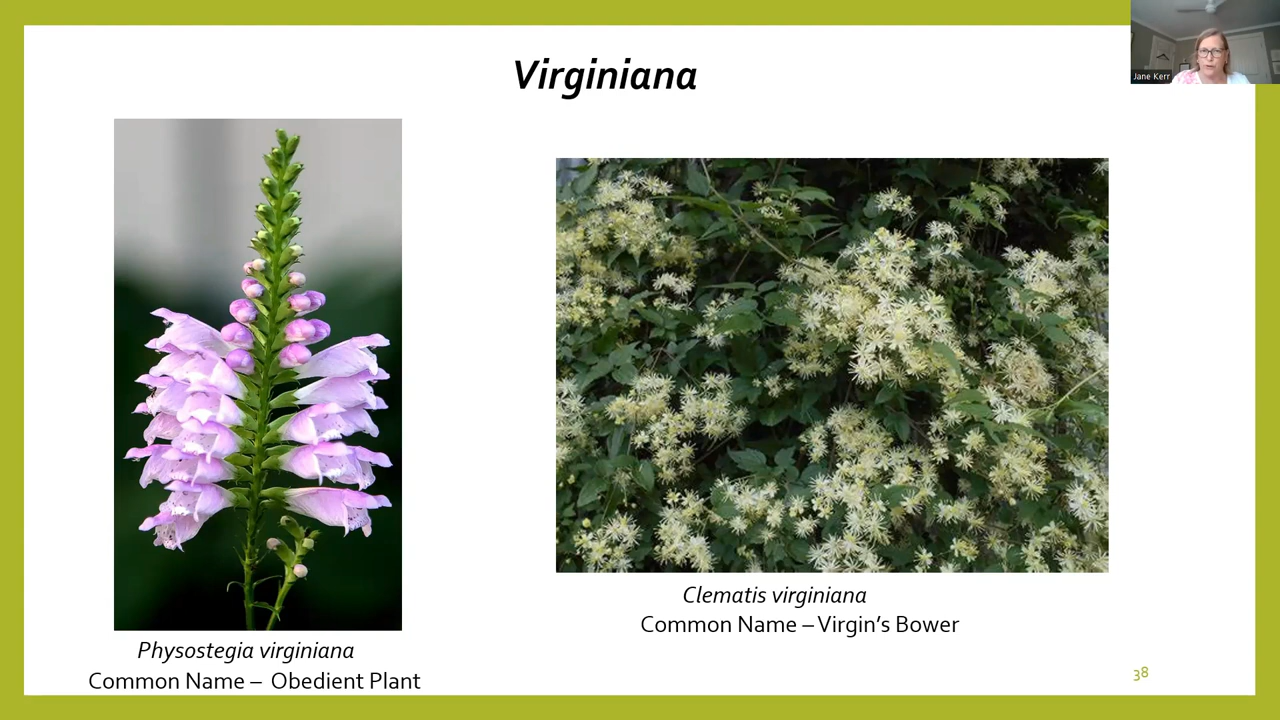 Virginiana
Jane Kerr
Physostegia virginiana
Common Name – Obedient Plant
Clematis virginiana
Common Name – Virgin's Bower
38